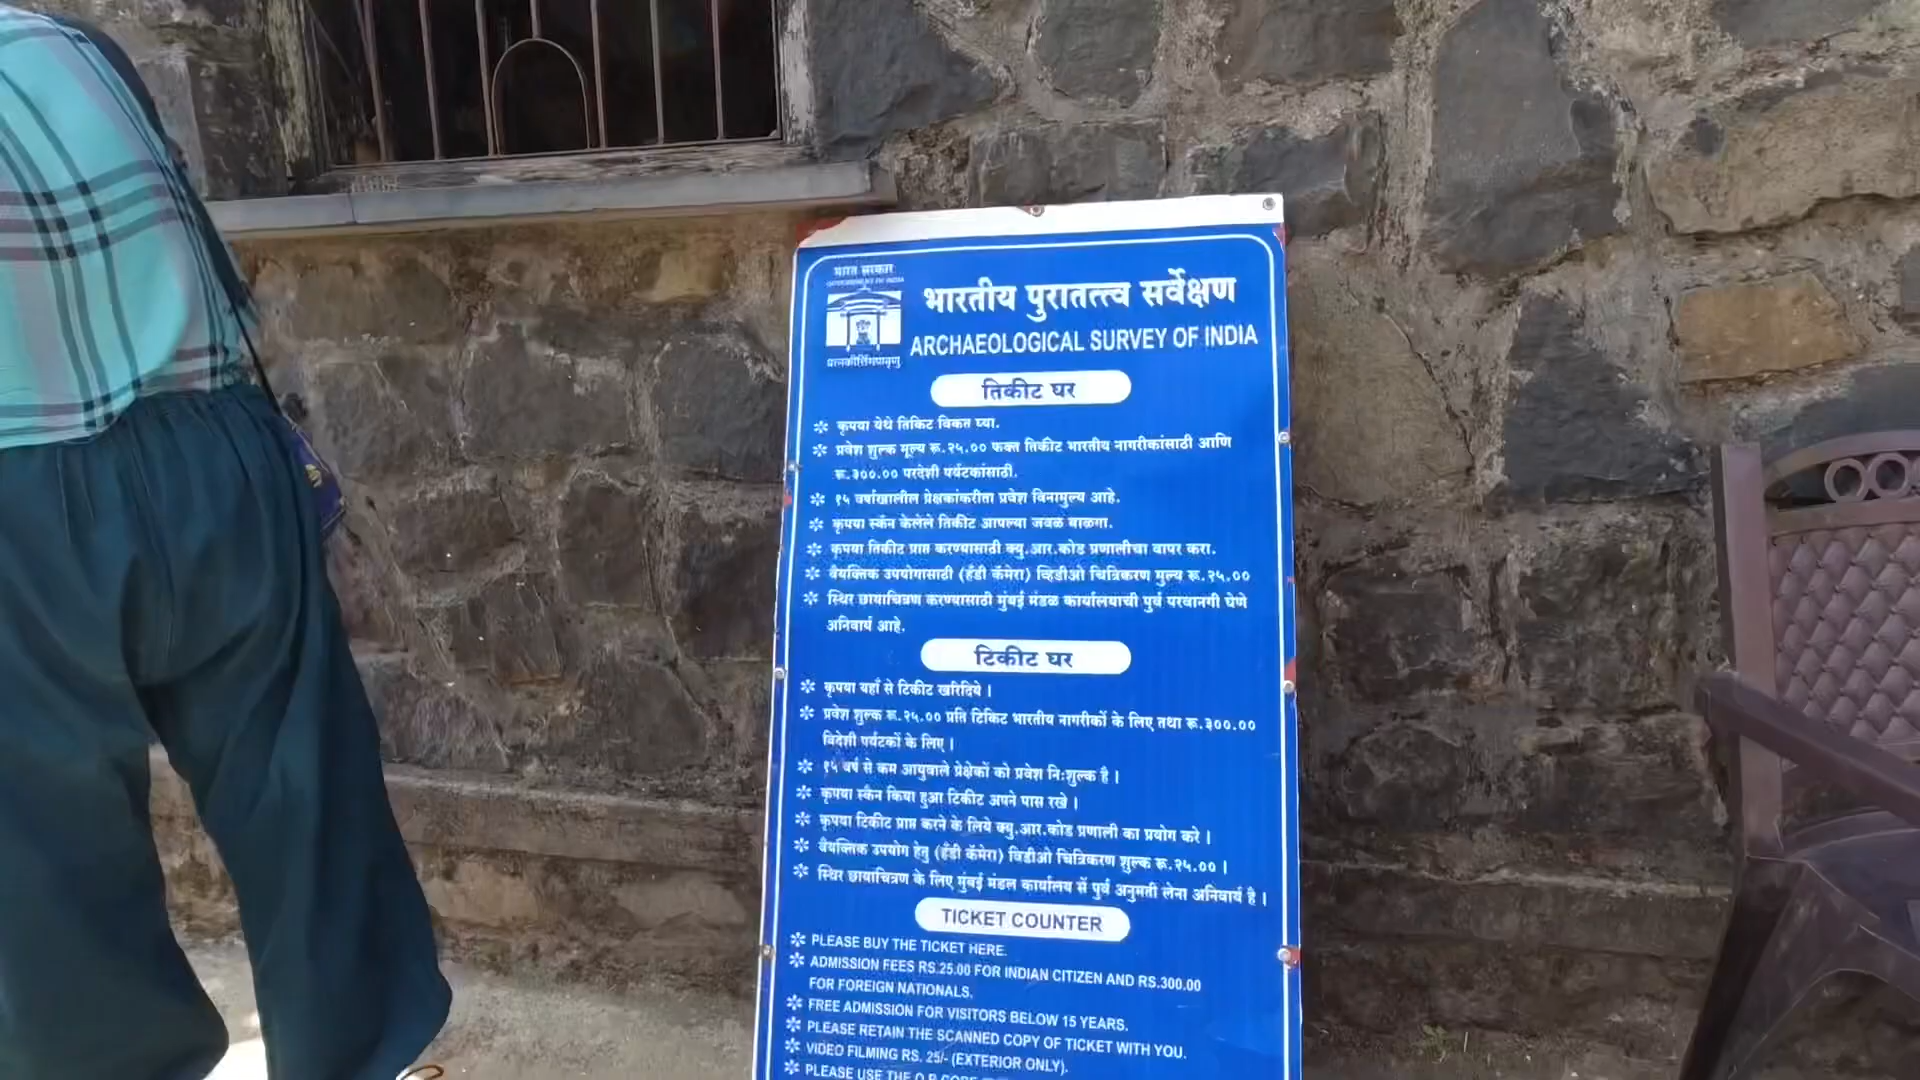 भारत सरकार
GOVERNMENT OF INDIA
भारतीय पुरातत्त्व सर्वेक्षण
ARCHAEOLOGICAL SURVEY OF INDIA
प्रत्नकीर्तिमपावृणु
तिकीट घर
कृपया येथे तिकिट विकत घ्या.
प्रवेश शुल्क मूल्य रू.२५.०० फक्त तिकीट भारतीय नागरीकांसाठी आणि
रू.३००.०० परदेशी पर्यटकांसाठी.
१५ वर्षाखालील प्रेक्षकांकरीता प्रवेश विनामुल्य आहे.
कृपया स्कॅन केलेले तिकीट आपल्या जवळ बाळगा.
कृपया तिकीट प्राप्त करण्यासाठी क्यु.आर.कोड प्रणालीचा वापर करा.
वैयक्तिक उपयोगासाठी (हॅंडी कॅमेरा) व्हिडीओ चित्रिकरण मुल्य रू.२५.००
स्थिर छायाचित्रण करण्यासाठी मुंबई मंडळ कार्यालयाची पुर्व परवानगी घेणे
अनिवार्य आहे.
टिकीट घर
कृपया यहाँ से टिकीट खरिदिये।
प्रवेश शुल्क रू.२५.०० प्रति टिकिट भारतीय नागरीकों के लिए तथा रू.३००.००
विदेशी पर्यटकों के लिए।
१५ वर्ष से कम आयुवाले प्रेक्षेकों को प्रवेश निःशुल्क है।
कृपया स्कैन किया हुआ टिकीट अपने पास रखे।
कृपया टिकीट प्राप्त करने के लिये क्यु.आर.कोड प्रणाली का प्रयोग करे।
वैयक्तिक उपयोग हेतु (हॅंडी कॅमेरा) विडीओ चित्रिकरण शुल्क रू.२५.००।
स्थिर छायाचित्रण के लिए मुंबई मंडल कार्यालय सें पुर्व अनुमती लेना अनिवार्य है।
TICKET COUNTER
PLEASE BUY THE TICKET HERE.
ADMISSION FEES RS.25.00 FOR INDIAN CITIZEN AND RS.300.00
FOR FOREIGN NATIONALS.
FREE ADMISSION FOR VISITORS BELOW 15 YEARS.
PLEASE RETAIN THE SCANNED COPY OF TICKET WITH YOU.
VIDEO FILMING RS. 25/- (EXTERIOR ONLY).
PLEASE USE THE